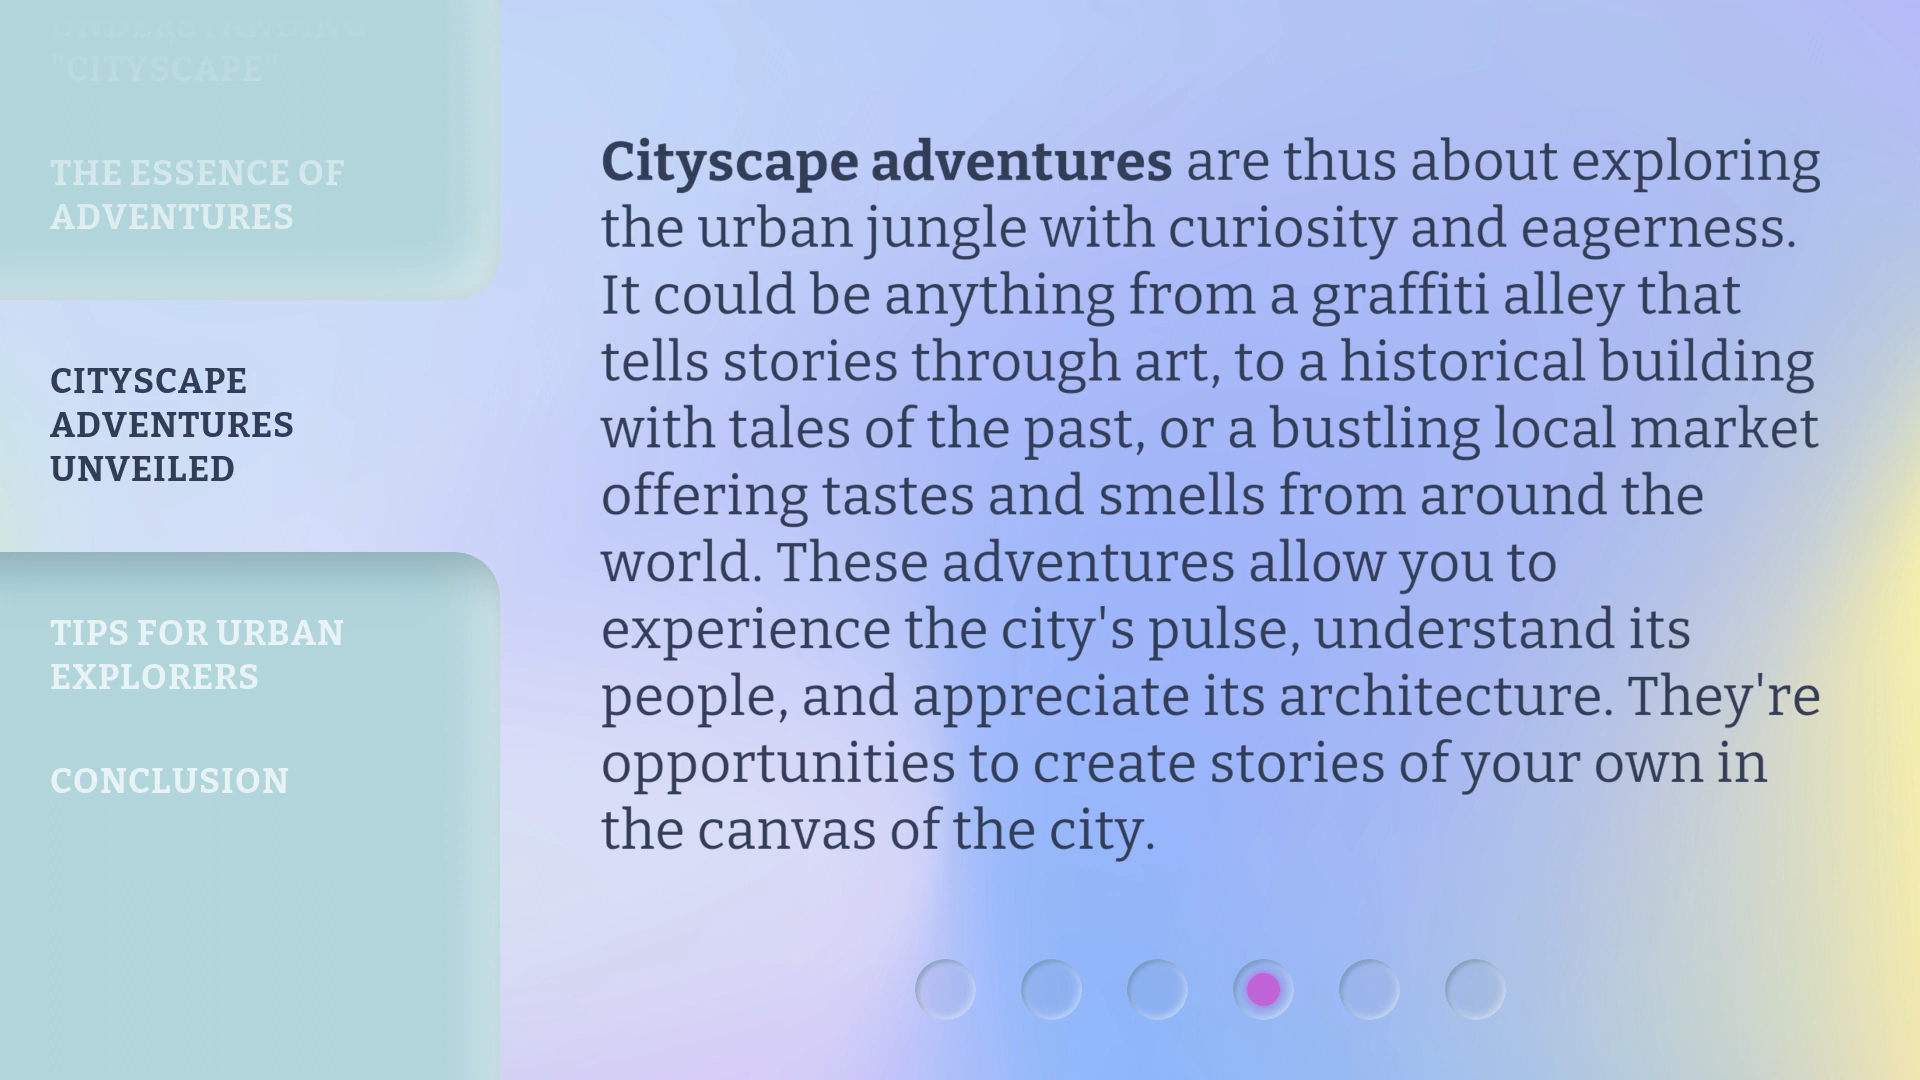 "CITYSCAPE"
THE ESSENCE OF
ADVENTURES
CITYSCAPE
ADVENTURES
UNVEILED
TIPS FOR URBAN
EXPLORERS
CONCLUSION
Cityscape adventures are thus about exploring
the urban jungle with curiosity and eagerness.
It could be anything from a graffiti alley that
tells stories through art, to a historical building
with tales of the past, or a bustling local market
offering tastes and smells from around the
world. These adventures allow you to
experience the city's pulse, understand its
people, and appreciate its architecture. They're
opportunities to create stories of your own in
the canvas of the city.